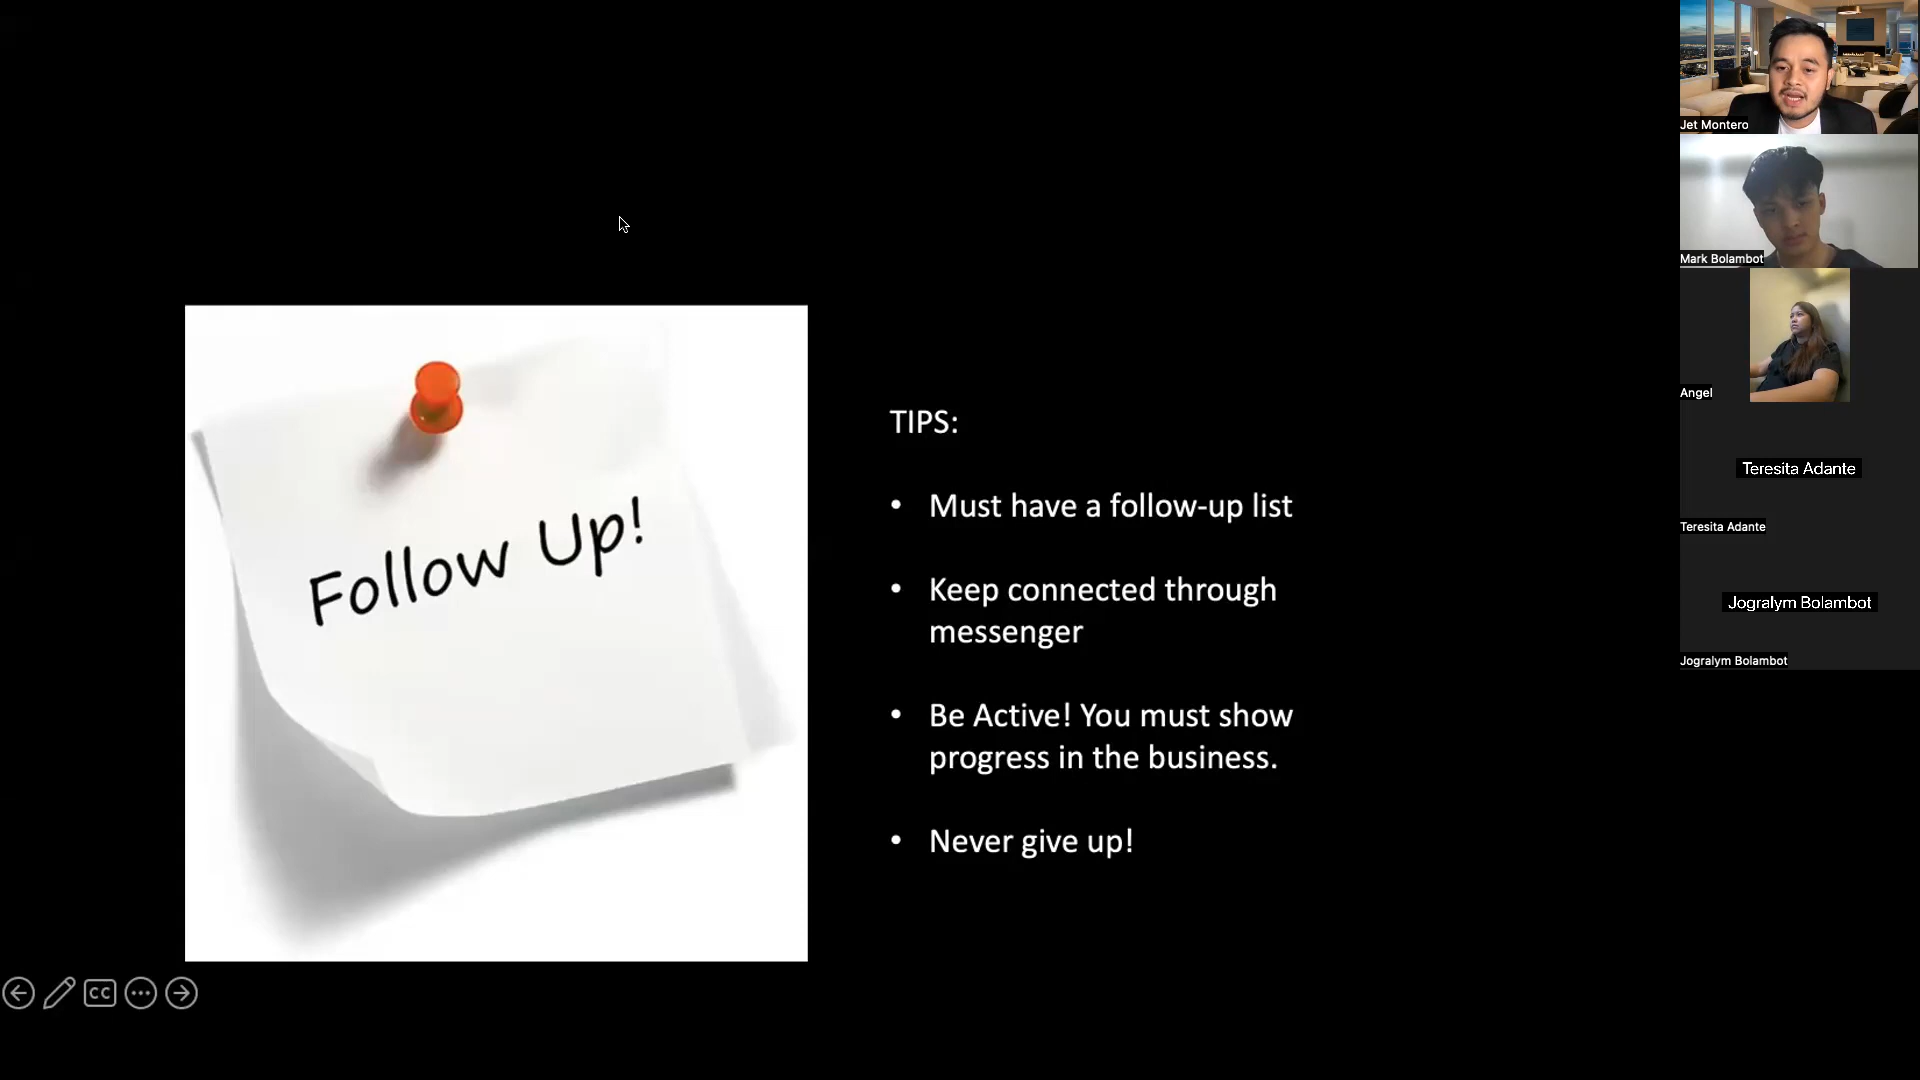 Follow Up!
TIPS:
• Must have a follow-up list
• Keep connected through
messenger
• Be Active! You must show
progress in the business.
• Never give up!
Jet Montero
Mark Bolambot
Angel
Teresita Adante
Teresita Adante
Jogralym Bolambot
Jogralym Bolambot
CC